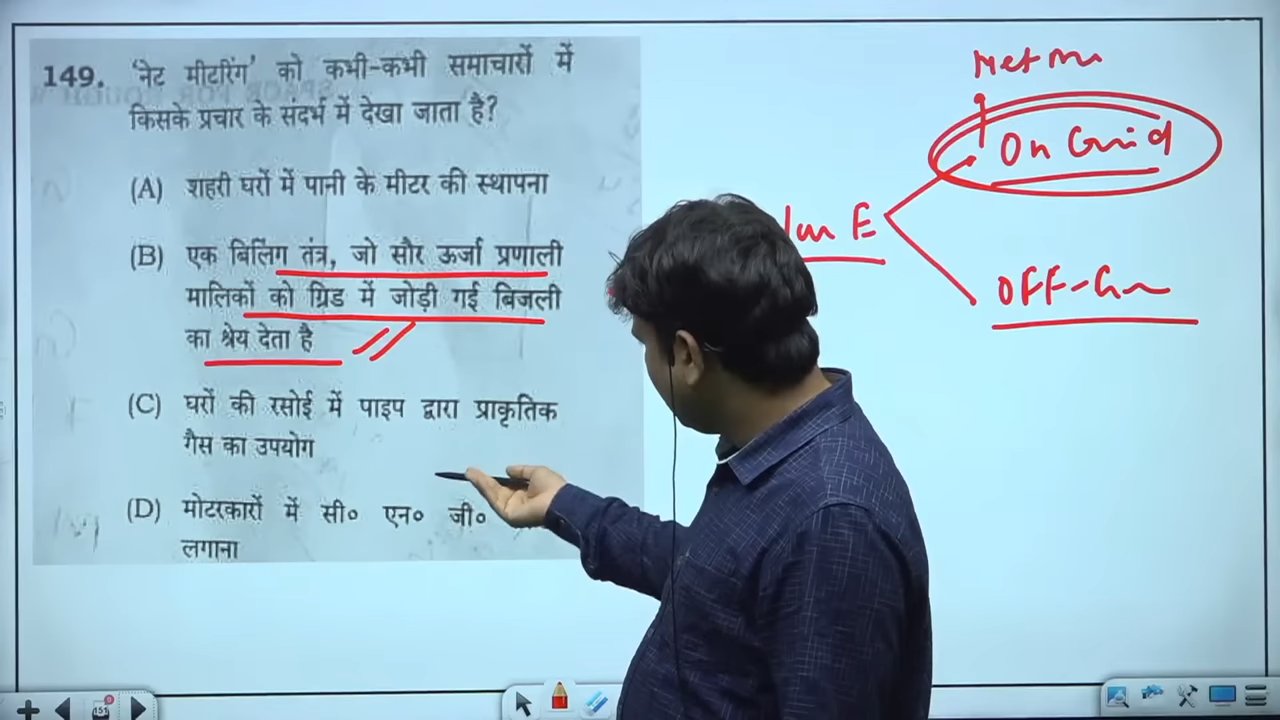 149. 'नेट मीटरिंग' को कभी-कभी समाचारों में
किसके प्रचार के संदर्भ में देखा जाता है?
(A) शहरी घरों में पानी के मीटर की स्थापना
(B) एक बिलिंग तंत्र, जो सौर ऊर्जा प्रणाली
मालिकों को ग्रिड में जोड़ी गई बिजली
का श्रेय देता है
(C) घरों की रसोई में पाइप द्वारा प्राकृतिक
गैस का उपयोग
(D) मोटरकारों में सी० एन० जी०
लगाना
Net
On Grid
E
OFF-
151